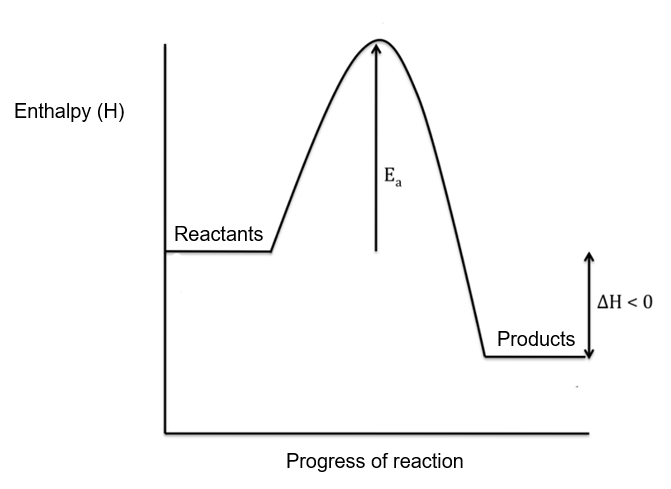 Enthalpy (H)
Eₐ
Reactants
ΔH < 0
Products
Progress of reaction